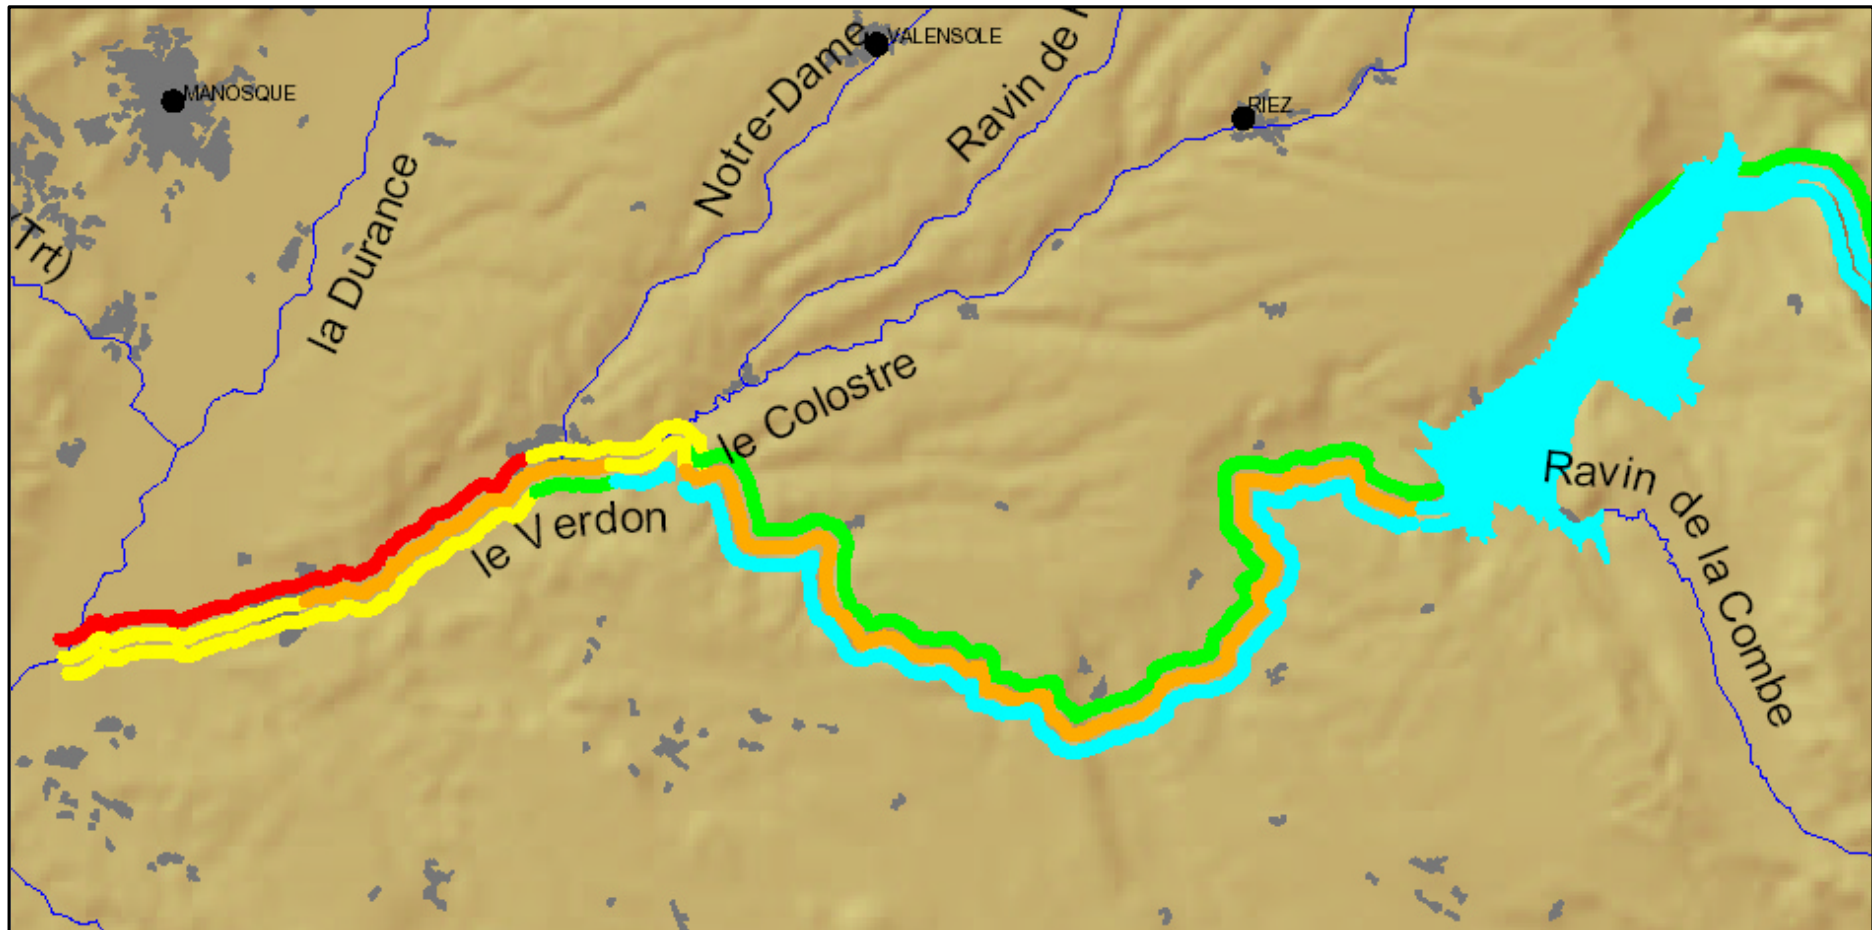 VALENSOLE
MANOSQUE
RIEZ
Notre-Dame
Ravin de
la Durance
Trt)
le Colostre
le Verdon
Ravin de la Combe